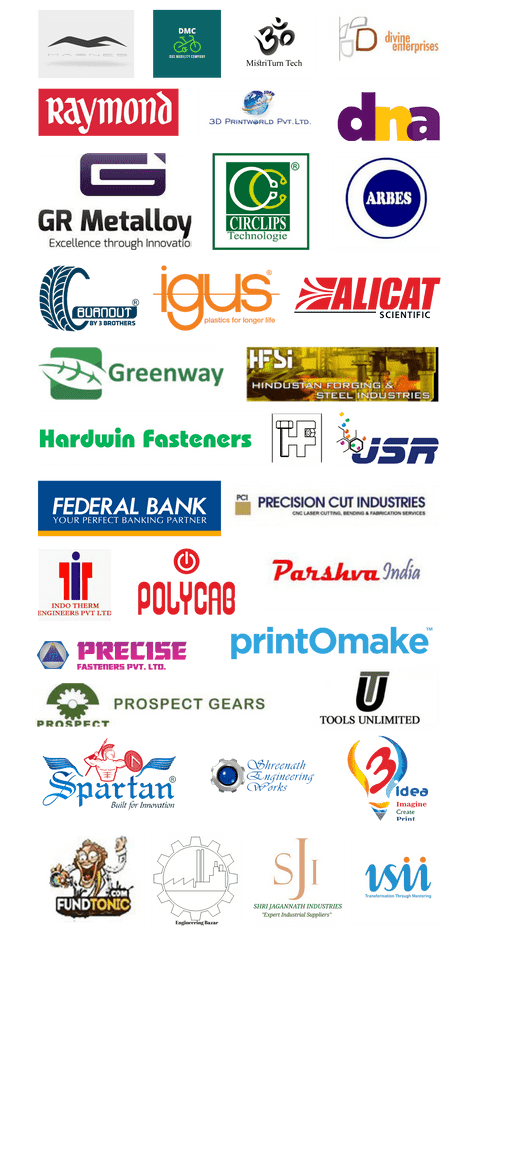 DMC
MistriTurn Tech
divine
enterprises
Raymond
3D PRINTWORLD PVT.LTD.
dna
GR Metalloy
Excellence through Innovatio
®
CIRCLIPS
Technologie
ARBES
BURNOUT ®
BY 3 BROTHERS
igus®
plastics for longer life
ALICAT
SCIENTIFIC
Greenway
HFSi
HINDUSTAN FORGING &
STEEL INDUSTRIES
Hardwin Fasteners
HF
USR
FEDERAL BANK
YOUR PERFECT BANKING PARTNER
PCI
PRECISION CUT INDUSTRIES
CNC LASER CUTTING, BENDING & FABRICATION SERVICES
INDO THERM
ENGINEERS PVT LTD
POLYCAB
Parshva India
PRECISE
FASTENERS PVT. LTD.
printOmake™
PROSPECT
PROSPECT GEARS
TOOLS UNLIMITED
Spartan®
Built for Innovation
Shreenath
Engineering
Works
3
idea
Imagine
Create
Print
.COM
FUNDTONIC
Engineering Bazar
SJI
SHRI JAGANNATH INDUSTRIES
"Expert Industrial Suppliers"
isii
Transformation Through Mentoring